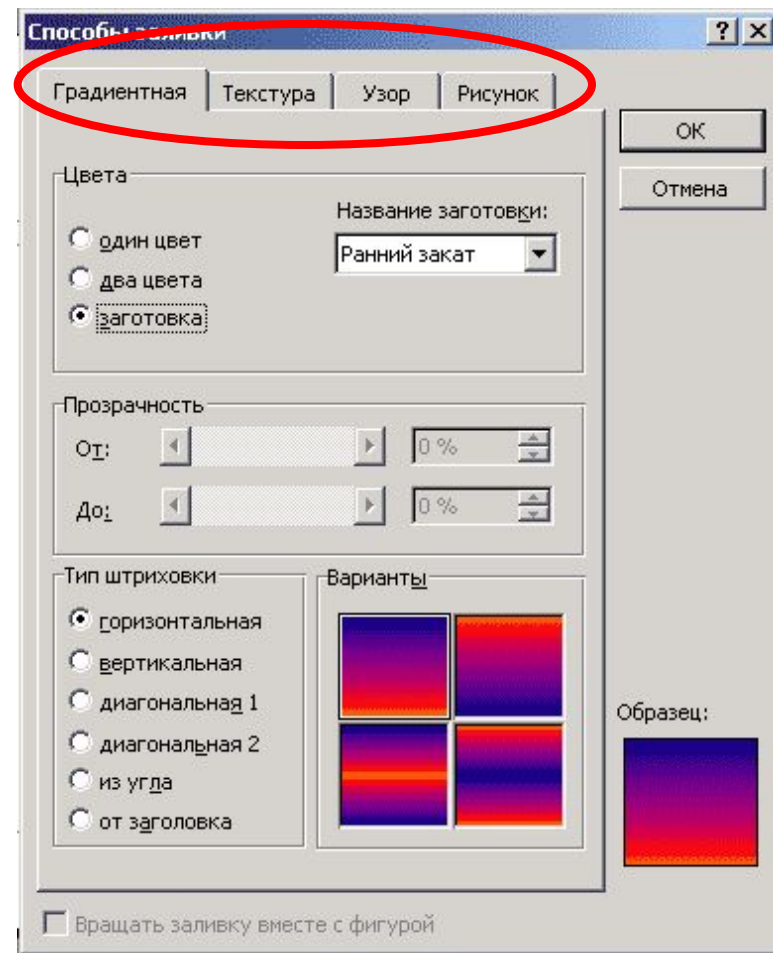 Способы заливки
Градиентная Текстура Узор Рисунок
ОК
Отмена
Цвета
Название заготовки:
один цвет
Ранний закат
два цвета
заготовка
Прозрачность
От: 0 %
До: 0 %
Тип штриховки
Варианты
горизонтальная
вертикальная
диагональная 1
диагональная 2
из угла
от заголовка
Образец:
Вращать заливку вместе с фигурой